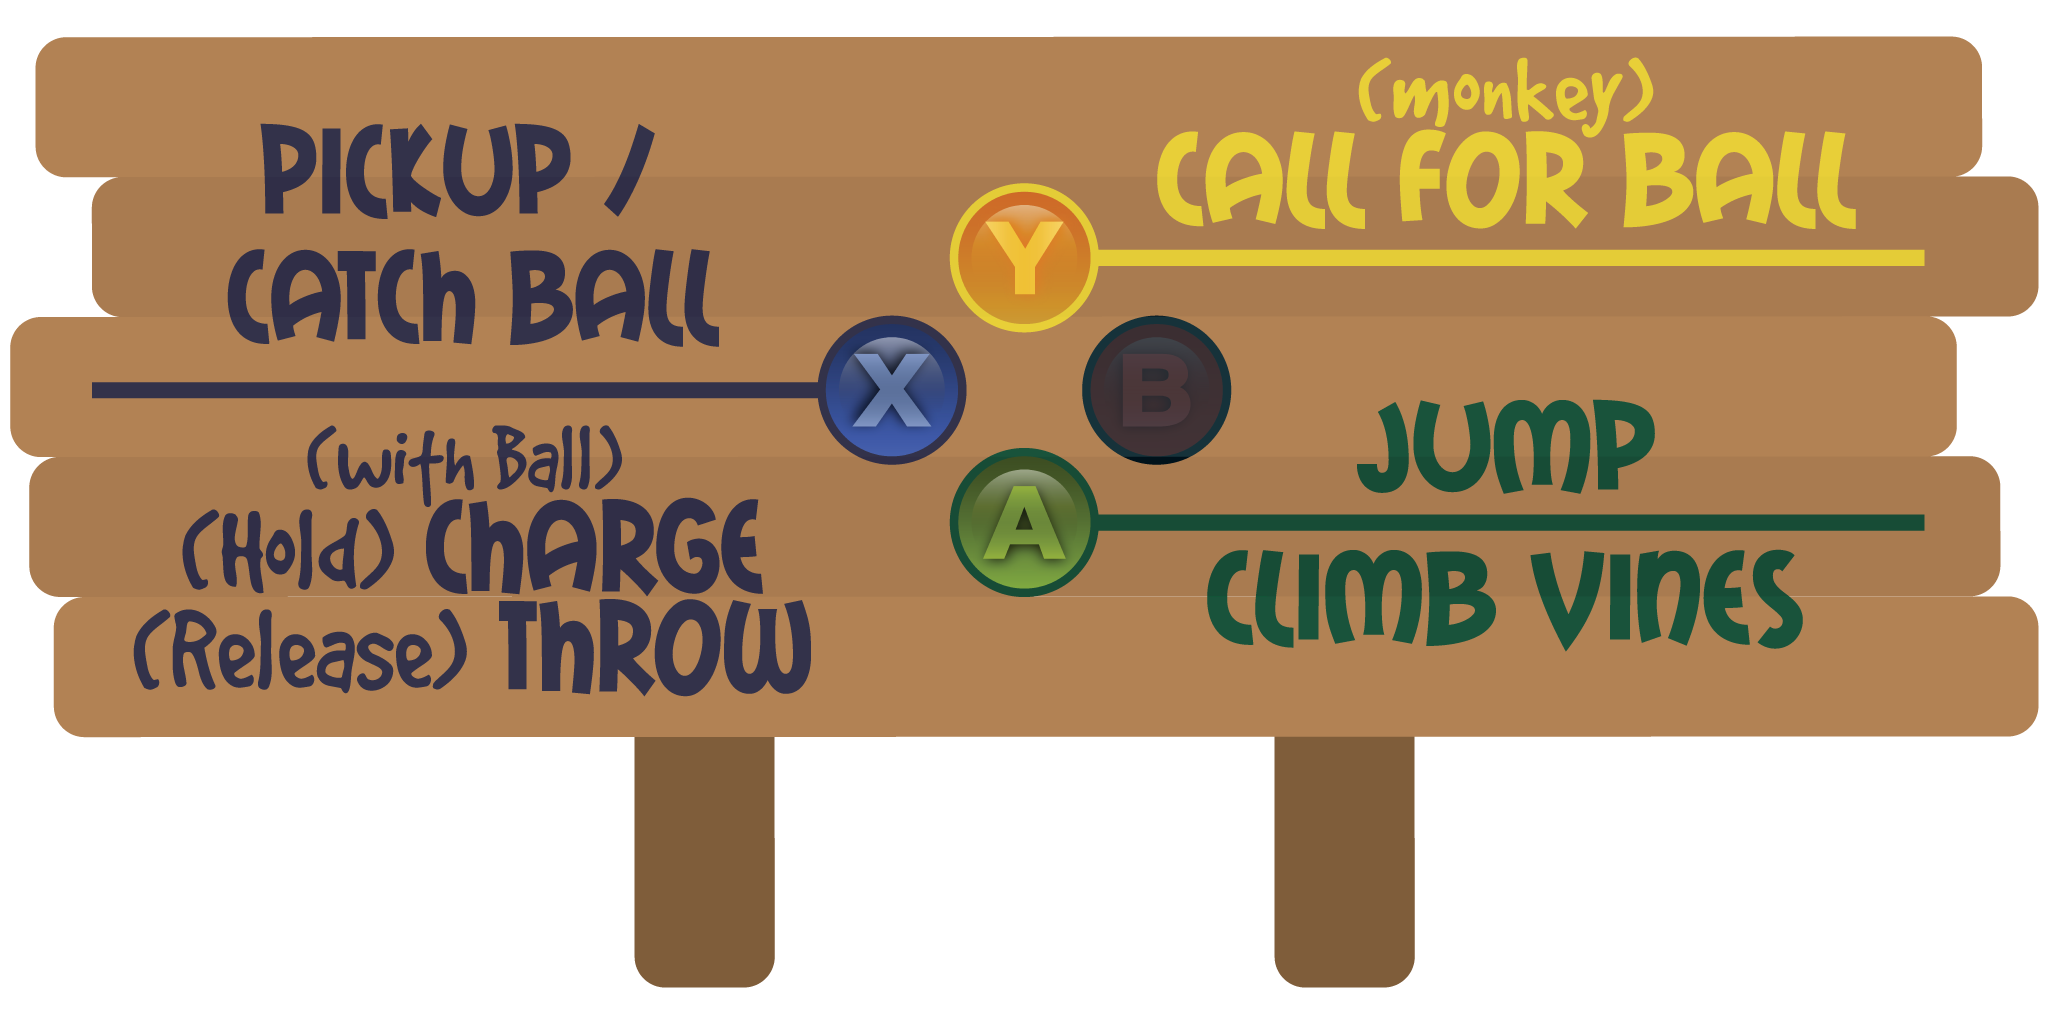 PICKUP /
CATCh BALL
(with Ball)
(Hold) ChARGE
(Release) ThROW
X
Y
B
A
(monkey)
CALL FOR BALL
JUMP
CLIMB VINES